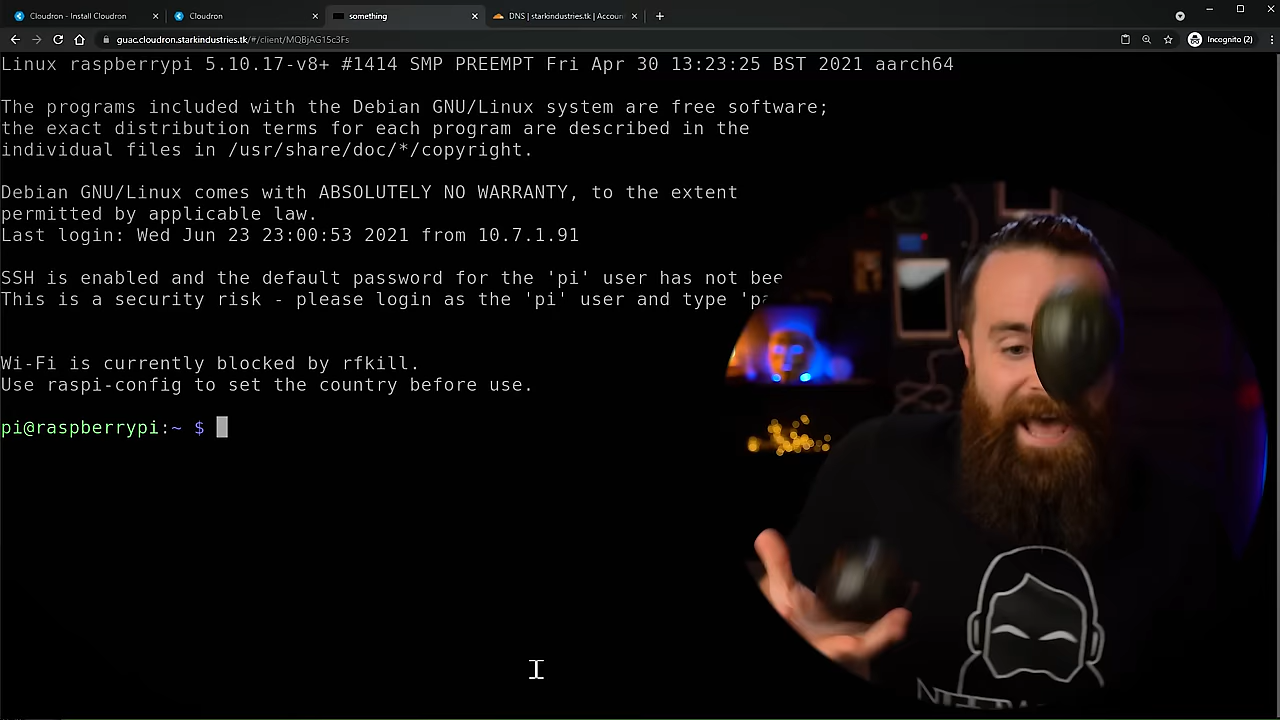 Cloudron - Install Cloudron
Cloudron
something
DNS | starkindustries.tk | Accoun
guac.cloudron.starkindustries.tk/#/client/MQBjAG15c3Fs
Incognito (2)
Linux raspberrypi 5.10.17-v8+ #1414 SMP PREEMPT Fri Apr 30 13:23:25 BST 2021 aarch64
The programs included with the Debian GNU/Linux system are free software;
the exact distribution terms for each program are described in the
individual files in /usr/share/doc/*/copyright.
Debian GNU/Linux comes with ABSOLUTELY NO WARRANTY, to the extent
permitted by applicable law.
Last login: Wed Jun 23 23:00:53 2021 from 10.7.1.91
SSH is enabled and the default password for the 'pi' user has not bee
This is a security risk - please login as the 'pi' user and type 'pa
Wi-Fi is currently blocked by rfkill.
Use raspi-config to set the country before use.
pi@raspberrypi:~ $